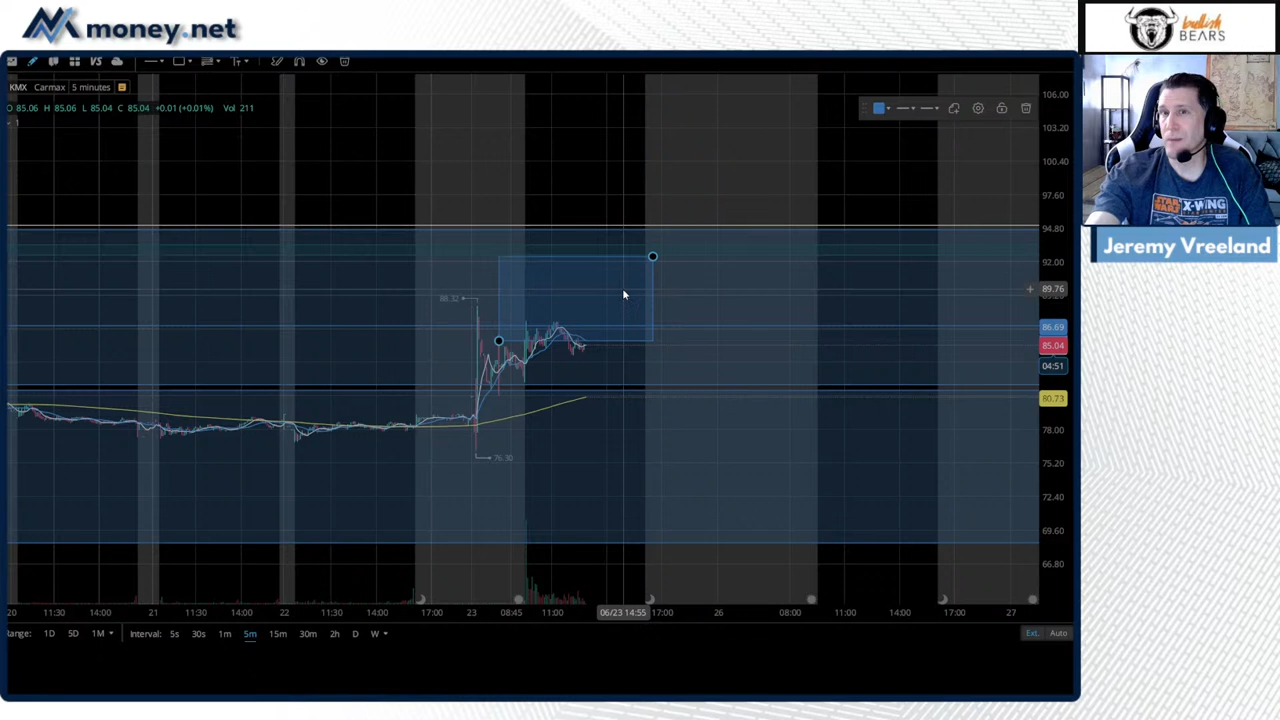 money.net
bullish
BEARS
VS
T
KMX Carmax 5 minutes
O 85.06 H 85.06 L 85.04 C 85.04 +0.01 (+0.01%) Vol 211
1
106.00
103.20
100.40
97.60
94.80
92.00
89.76
86.69
85.04
04:51
80.73
78.00
75.20
72.40
69.60
66.80
88.32
76.30
STAR WARS X-WING
Jeremy Vreeland
20 11:30 14:00 21 11:30 14:00 22 11:30 14:00 17:00 23 08:45 11:00 06/23 14:55 17:00 26 08:00 11:00 14:00 17:00 27
Range: 1D 5D 1M Interval: 5s 30s 1m 5m 15m 30m 2h D W Ext. Auto